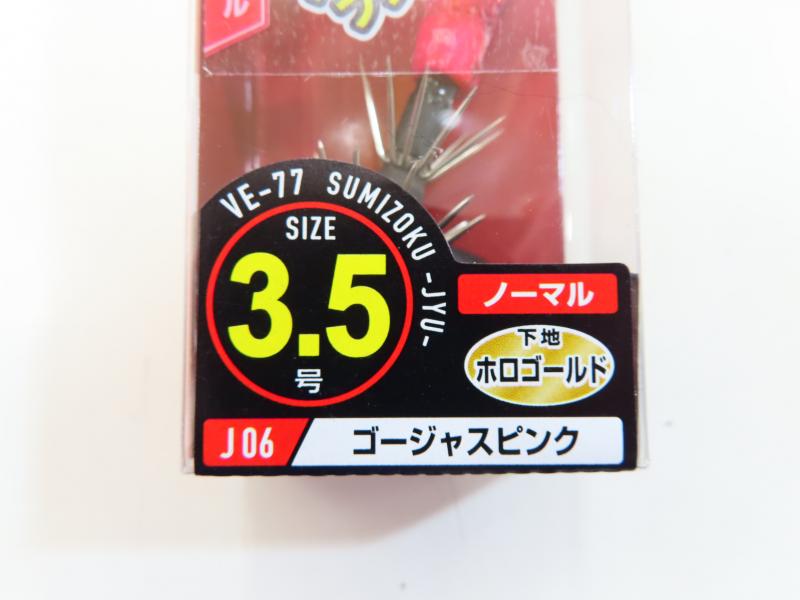 ル
VE-77 SUMIZOKU -JYU-
SIZE
3.5
号
ノーマル
下地
ホロゴールド
J06
ゴージャスピンク